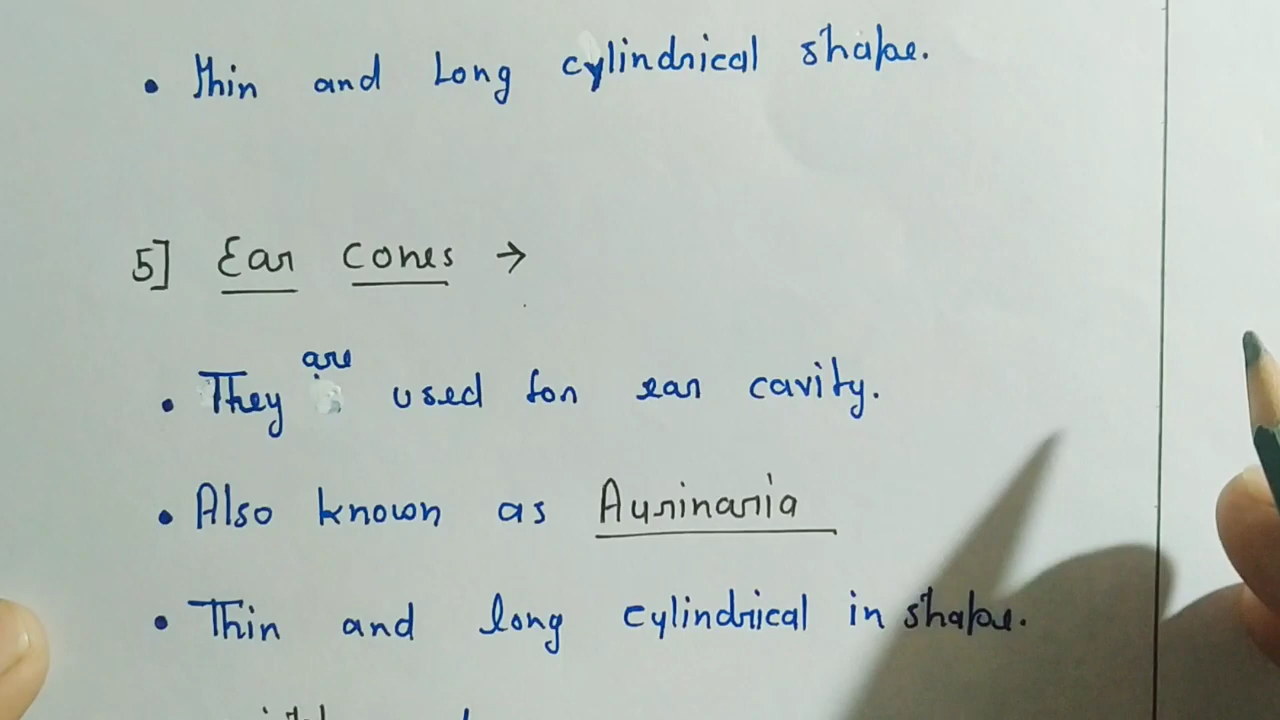 • thin and Long cylindrical shape.
5] Ear Cones →
• They are used for ear cavity.
• Also known as Aurinaria
• Thin and long cylindrical in shape.